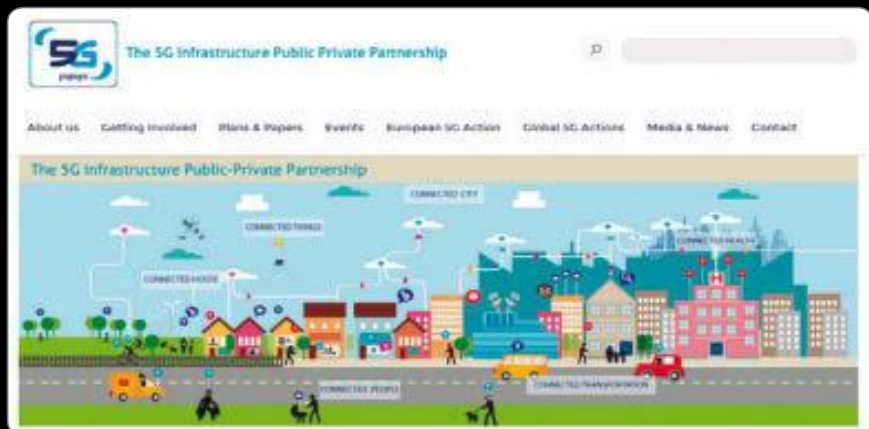 5G
The 5G Infrastructure Public Private Partnership
About us Getting Involved Plans & Papers Events European 5G Action Global 5G Actions Media & News Contact
The 5G Infrastructure Public-Private Partnership
CONNECTED CITY
CONNECTED THINGS
CONNECTED HEALTH
CONNECTED HOUSE
H
CONNECTED PEOPLE
CONNECTED TRANSPORTATION